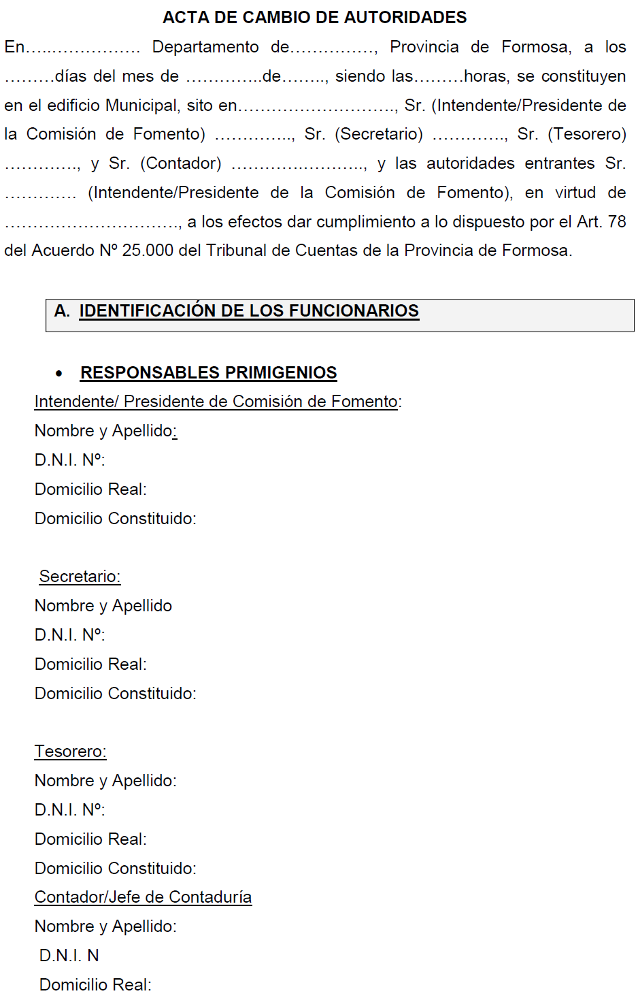 ACTA DE CAMBIO DE AUTORIDADES
En…..……………. Departamento de……………, Provincia de Formosa, a los
………días del mes de …………..de…….., siendo las………horas, se constituyen
en el edificio Municipal, sito en………………………., Sr. (Intendente/Presidente de
la Comisión de Fomento) ………….., Sr. (Secretario) …………., Sr. (Tesorero)
…………., y Sr. (Contador) ………….……….., y las autoridades entrantes Sr.
…………. (Intendente/Presidente de la Comisión de Fomento), en virtud de
…………………………., a los efectos dar cumplimiento a lo dispuesto por el Art. 78
del Acuerdo Nº 25.000 del Tribunal de Cuentas de la Provincia de Formosa.
A. IDENTIFICACIÓN DE LOS FUNCIONARIOS
• RESPONSABLES PRIMIGENIOS
Intendente/ Presidente de Comisión de Fomento:
Nombre y Apellido:
D.N.I. Nº:
Domicilio Real:
Domicilio Constituido:
Secretario:
Nombre y Apellido
D.N.I. Nº:
Domicilio Real:
Domicilio Constituido:
Tesorero:
Nombre y Apellido:
D.N.I. Nº:
Domicilio Real:
Domicilio Constituido:
Contador/Jefe de Contaduría
Nombre y Apellido:
D.N.I. N
Domicilio Real: